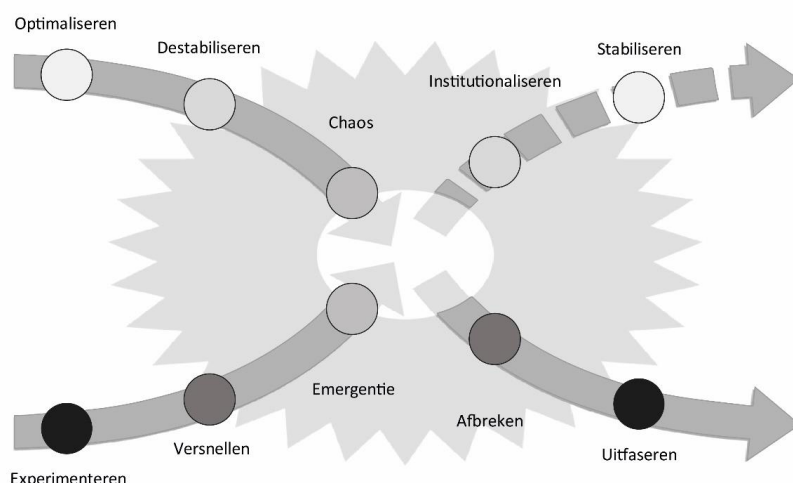 Optimaliseren
Destabiliseren
Chaos
Institutionaliseren
Stabiliseren
Experimenteren
Versnellen
Emergentie
Afbreken
Uitfaseren